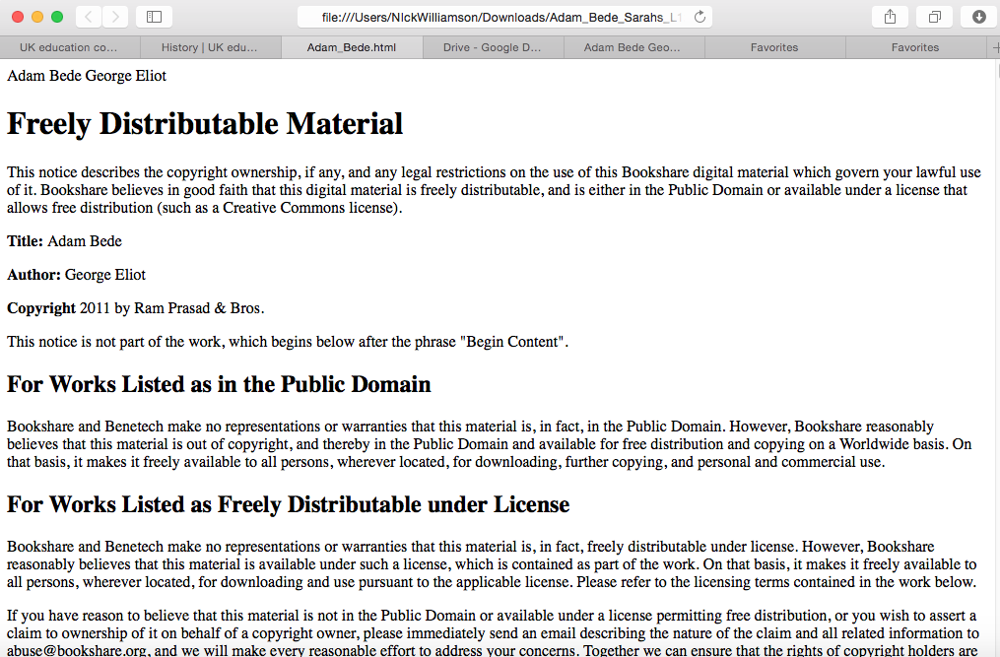 file:///Users/NIckWilliamson/Downloads/Adam_Bede_Sarahs_L1
UK education co...
History | UK edu...
Adam_Bede.html
Drive - Google D...
Adam Bede Geo...
Favorites
Favorites
Adam Bede George Eliot
Freely Distributable Material
This notice describes the copyright ownership, if any, and any legal restrictions on the use of this Bookshare digital material which govern your lawful use
of it. Bookshare believes in good faith that this digital material is freely distributable, and is either in the Public Domain or available under a license that
allows free distribution (such as a Creative Commons license).
Title: Adam Bede
Author: George Eliot
Copyright 2011 by Ram Prasad & Bros.
This notice is not part of the work, which begins below after the phrase "Begin Content".
For Works Listed as in the Public Domain
Bookshare and Benetech make no representations or warranties that this material is, in fact, in the Public Domain. However, Bookshare reasonably
believes that this material is out of copyright, and thereby in the Public Domain and available for free distribution and copying on a Worldwide basis. On
that basis, it makes it freely available to all persons, wherever located, for downloading, further copying, and personal and commercial use.
For Works Listed as Freely Distributable under License
Bookshare and Benetech make no representations or warranties that this material is, in fact, freely distributable under license. However, Bookshare
reasonably believes that this material is available under such a license, which is contained as part of the work. On that basis, it makes it freely available to
all persons, wherever located, for downloading and use pursuant to the applicable license. Please refer to the licensing terms contained in the work below.
If you have reason to believe that this material is not in the Public Domain or available under a license permitting free distribution, or you wish to assert a
claim to ownership of it on behalf of a copyright owner, please immediately send an email describing the nature of the claim and all related information to
abuse@bookshare.org, and we will make every reasonable effort to address your concerns. Together we can ensure that the rights of copyright holders are